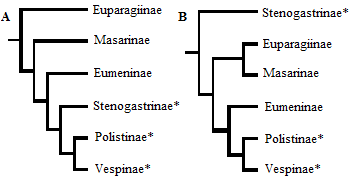 A
Euparagiinae
Masarinae
Eumeninae
Stenogastrinae*
Polistinae*
Vespinae*
B
Stenogastrinae*
Euparagiinae
Masarinae
Eumeninae
Polistinae*
Vespinae*